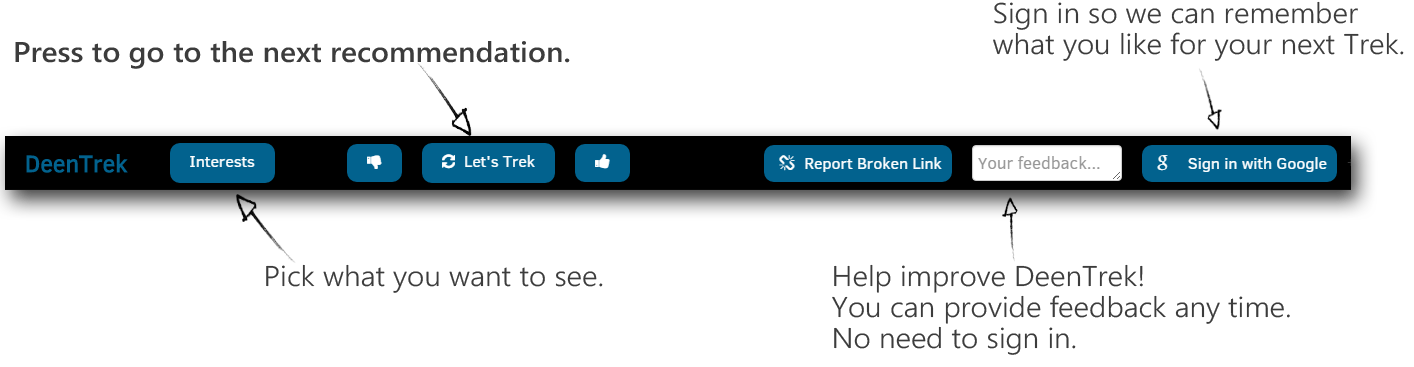 Sign in so we can remember
what you like for your next Trek.
Press to go to the next recommendation.
DeenTrek
Interests
Let's Trek
Report Broken Link
Your feedback...
g Sign in with Google
Pick what you want to see.
Help improve DeenTrek!
You can provide feedback any time.
No need to sign in.